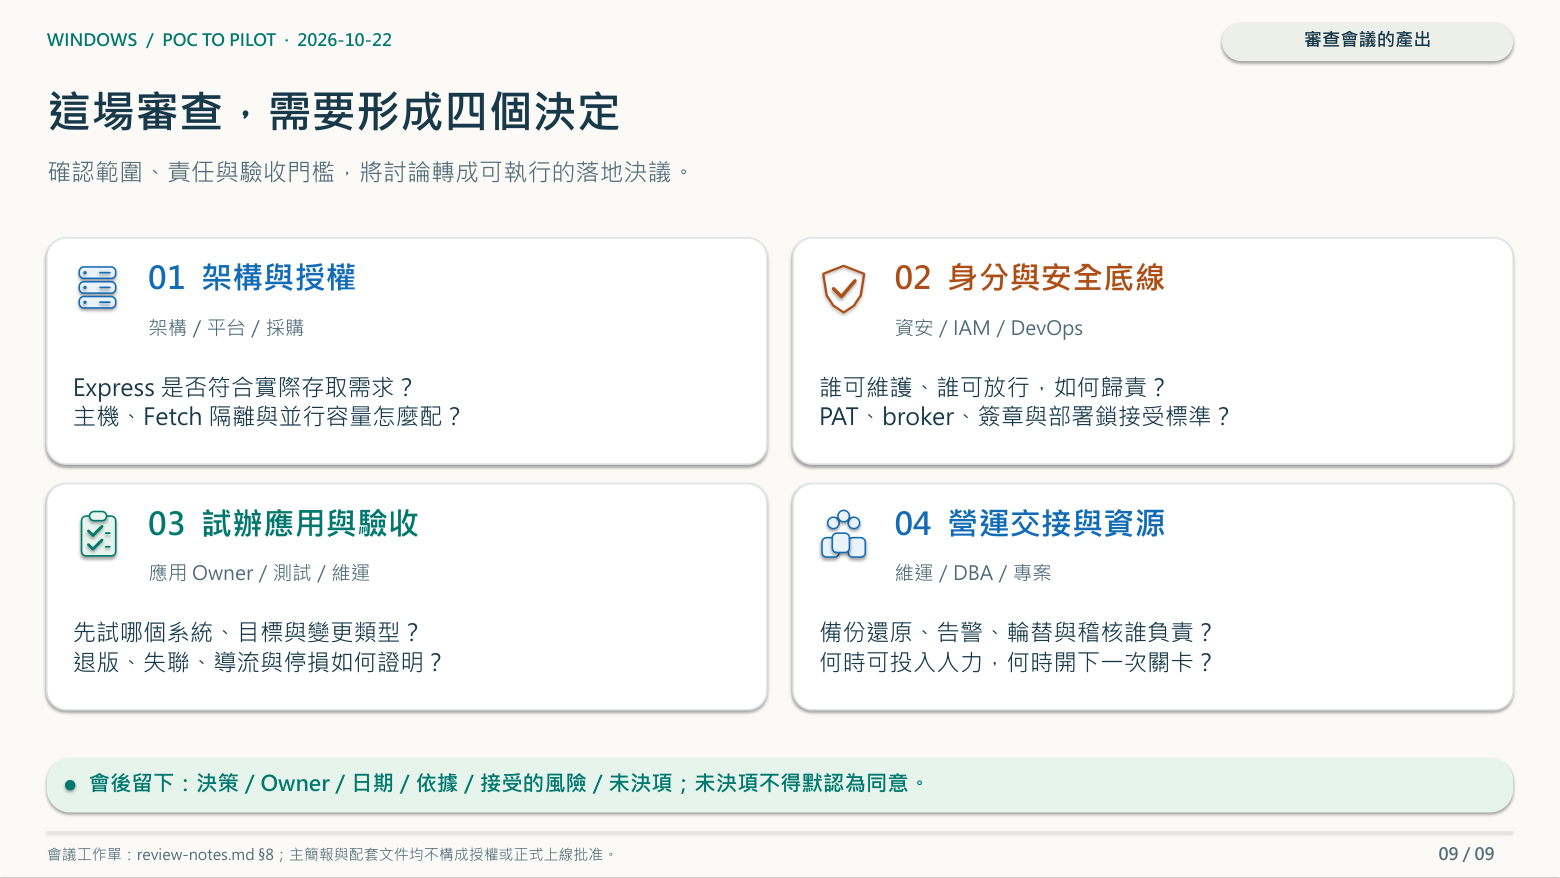 WINDOWS / POC TO PILOT · 2026-10-22
審查會議的產出
這場審查，需要形成四個決定
確認範圍、責任與驗收門檻，將討論轉成可執行的落地決議。
01 架構與授權
架構 / 平台 / 採購
Express 是否符合實際存取需求？
主機、Fetch 隔離與並行容量怎麼配？
02 身分與安全底線
資安 / IAM / DevOps
誰可維護、誰可放行，如何歸責？
PAT、broker、簽章與部署鎖接受標準？
03 試辦應用與驗收
應用 Owner / 測試 / 維運
先試哪個系統、目標與變更類型？
退版、失聯、導流與停損如何證明？
04 營運交接與資源
維運 / DBA / 專案
備份還原、告警、輪替與稽核誰負責？
何時可投入人力，何時開下一次關卡？
會後留下：決策 / Owner / 日期 / 依據 / 接受的風險 / 未決項；未決項不得默認為同意。
會議工作單：review-notes.md §8；主簡報與配套文件均不構成授權或正式上線批准。
09 / 09